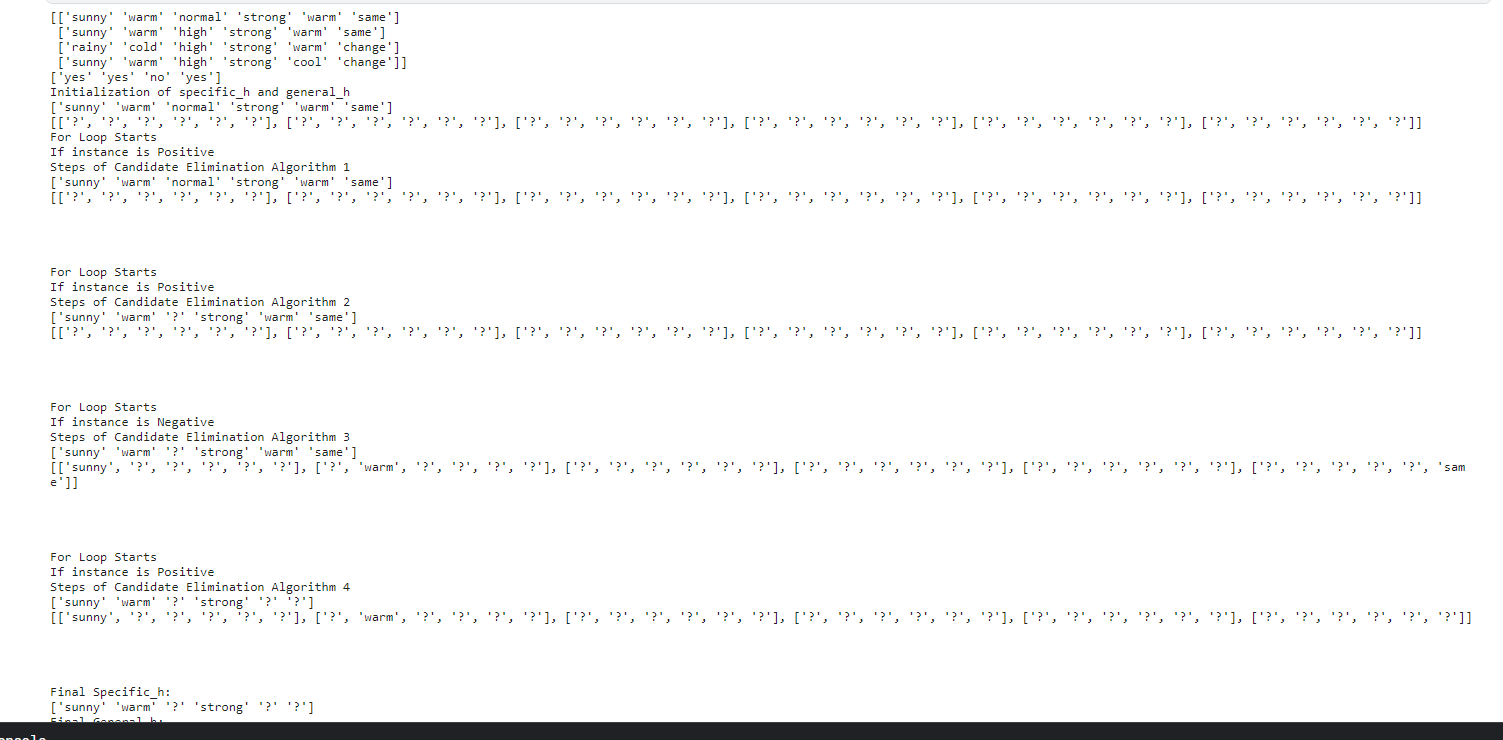 [['sunny' 'warm' 'normal' 'strong' 'warm' 'same']
['sunny' 'warm' 'high' 'strong' 'warm' 'same']
['rainy' 'cold' 'high' 'strong' 'warm' 'change']
['sunny' 'warm' 'high' 'strong' 'cool' 'change']]
['yes' 'yes' 'no' 'yes']
Initialization of specific_h and general_h
['sunny' 'warm' 'normal' 'strong' 'warm' 'same']
[['?', '?', '?', '?', '?', '?'], ['?', '?', '?', '?', '?', '?'], ['?', '?', '?', '?', '?', '?'], ['?', '?', '?', '?', '?', '?'], ['?', '?', '?', '?', '?', '?'], ['?', '?', '?', '?', '?', '?']]
For Loop Starts
If instance is Positive
Steps of Candidate Elimination Algorithm 1
['sunny' 'warm' 'normal' 'strong' 'warm' 'same']
[['?', '?', '?', '?', '?', '?'], ['?', '?', '?', '?', '?', '?'], ['?', '?', '?', '?', '?', '?'], ['?', '?', '?', '?', '?', '?'], ['?', '?', '?', '?', '?', '?'], ['?', '?', '?', '?', '?', '?']]
For Loop Starts
If instance is Positive
Steps of Candidate Elimination Algorithm 2
['sunny' 'warm' '?' 'strong' 'warm' 'same']
[['?', '?', '?', '?', '?', '?'], ['?', '?', '?', '?', '?', '?'], ['?', '?', '?', '?', '?', '?'], ['?', '?', '?', '?', '?', '?'], ['?', '?', '?', '?', '?', '?'], ['?', '?', '?', '?', '?', '?']]
For Loop Starts
If instance is Negative
Steps of Candidate Elimination Algorithm 3
['sunny' 'warm' '?' 'strong' 'warm' 'same']
[['sunny', '?', '?', '?', '?', '?'], ['?', 'warm', '?', '?', '?', '?'], ['?', '?', '?', '?', '?', '?'], ['?', '?', '?', '?', '?', '?'], ['?', '?', '?', '?', '?', '?'], ['?', '?', '?', '?', '?', 'sam
e']]
For Loop Starts
If instance is Positive
Steps of Candidate Elimination Algorithm 4
['sunny' 'warm' '?' 'strong' '?' '?']
[['sunny', '?', '?', '?', '?', '?'], ['?', 'warm', '?', '?', '?', '?'], ['?', '?', '?', '?', '?', '?'], ['?', '?', '?', '?', '?', '?'], ['?', '?', '?', '?', '?', '?'], ['?', '?', '?', '?', '?', '?']]
Final Specific_h:
['sunny' 'warm' '?' 'strong' '?' '?']
Final General_h: